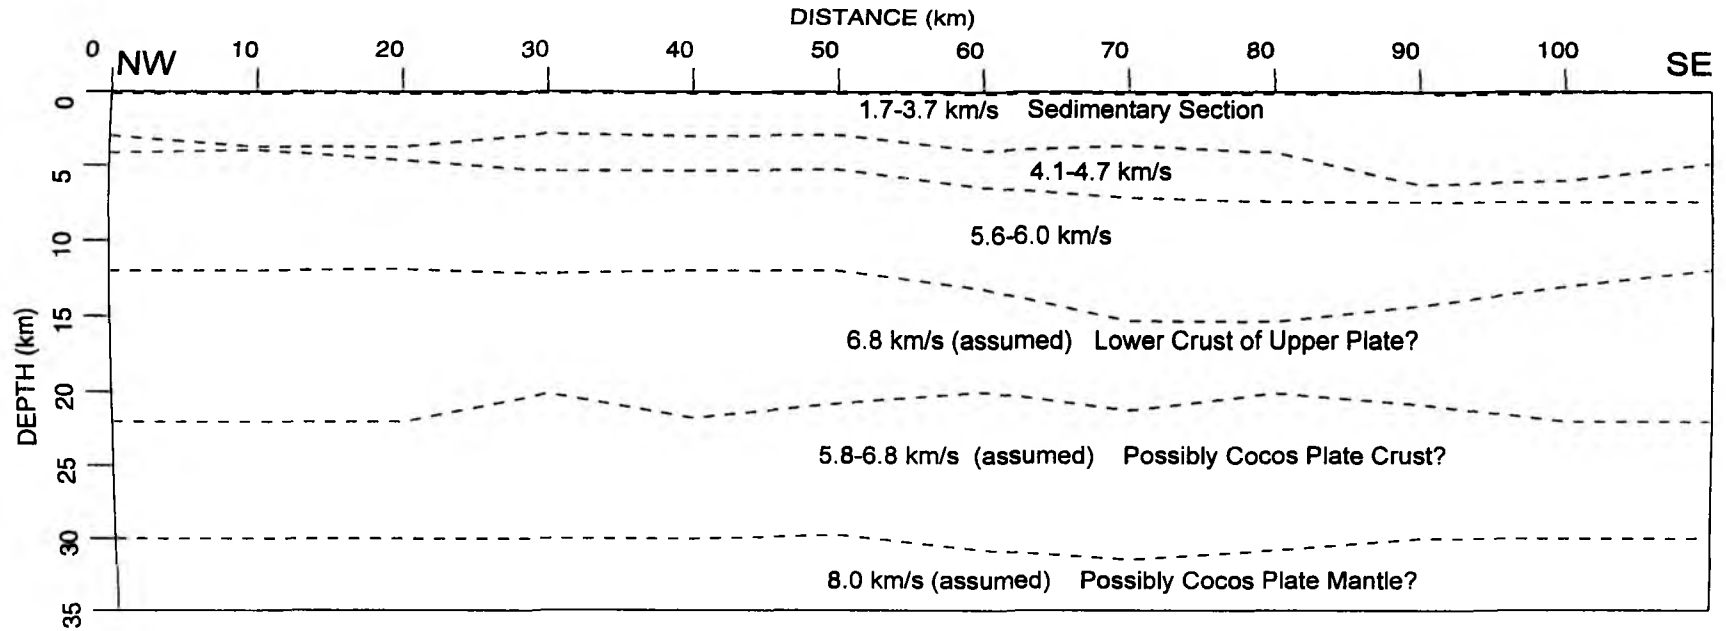 DISTANCE (km)
0 10 20 30 40 50 60 70 80 90 100
NW SE
0
1.7-3.7 km/s Sedimentary Section
4.1-4.7 km/s
5
5.6-6.0 km/s
10
15
6.8 km/s (assumed) Lower Crust of Upper Plate?
DEPTH (km)
20
5.8-6.8 km/s (assumed) Possibly Cocos Plate Crust?
25
30
8.0 km/s (assumed) Possibly Cocos Plate Mantle?
35